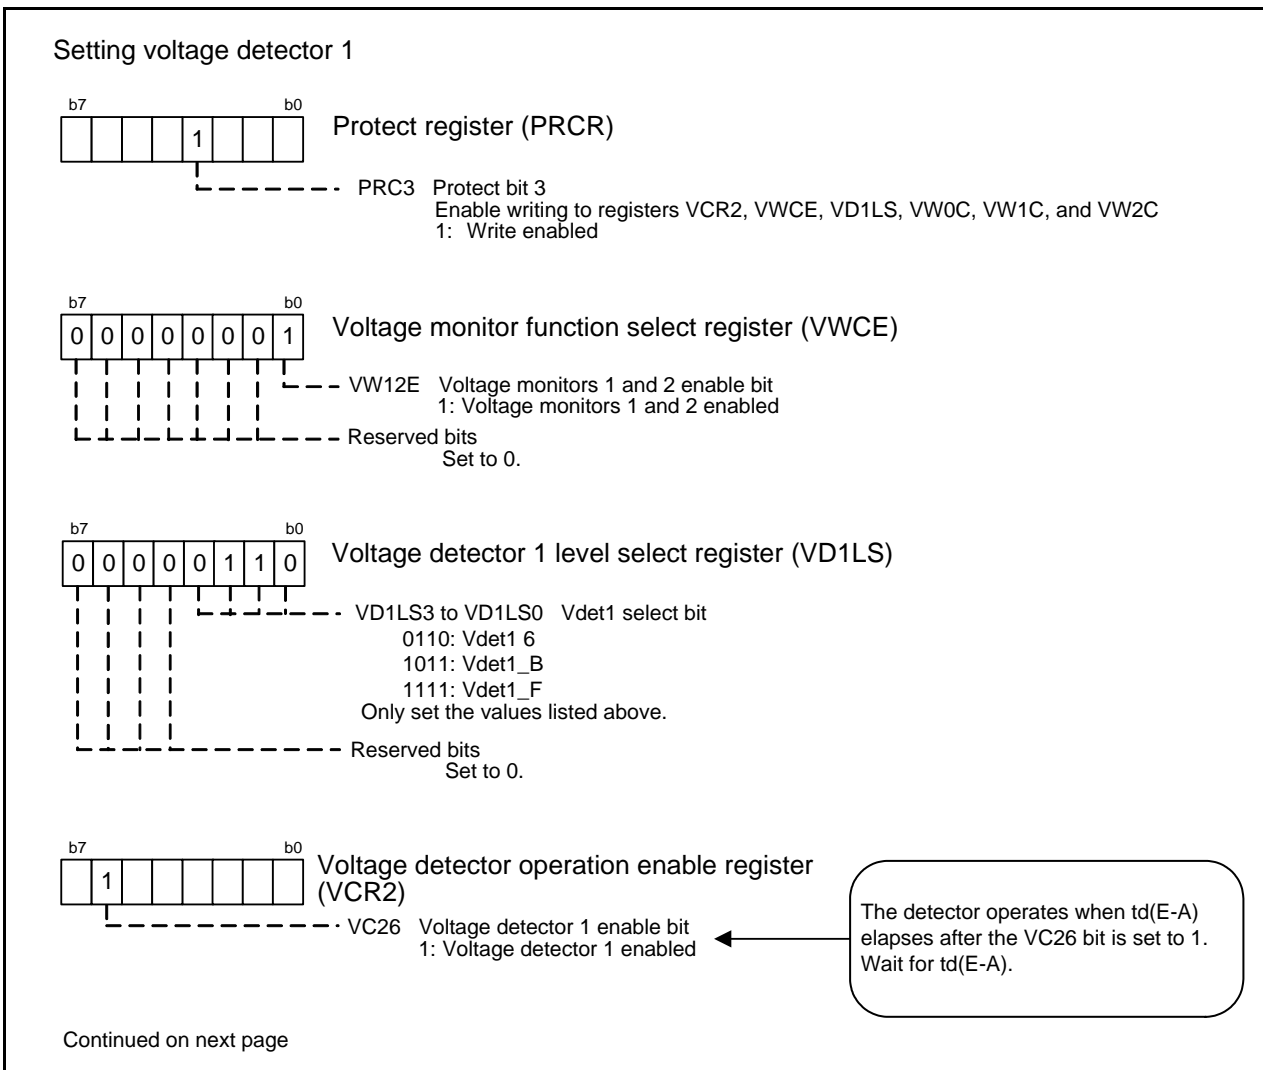 Setting voltage detector 1
b7 b0
1
Protect register (PRCR)
PRC3 Protect bit 3
Enable writing to registers VCR2, VWCE, VD1LS, VW0C, VW1C, and VW2C
1: Write enabled
b7 b0
0 0 0 0 0 0 0 1
Voltage monitor function select register (VWCE)
VW12E Voltage monitors 1 and 2 enable bit
1: Voltage monitors 1 and 2 enabled
Reserved bits
Set to 0.
b7 b0
0 0 0 0 0 1 1 0
Voltage detector 1 level select register (VD1LS)
VD1LS3 to VD1LS0 Vdet1 select bit
0110: Vdet1 6
1011: Vdet1_B
1111: Vdet1_F
Only set the values listed above.
Reserved bits
Set to 0.
b7 b0
1
Voltage detector operation enable register
(VCR2)
VC26 Voltage detector 1 enable bit
1: Voltage detector 1 enabled
The detector operates when td(E-A)
elapses after the VC26 bit is set to 1.
Wait for td(E-A).
Continued on next page